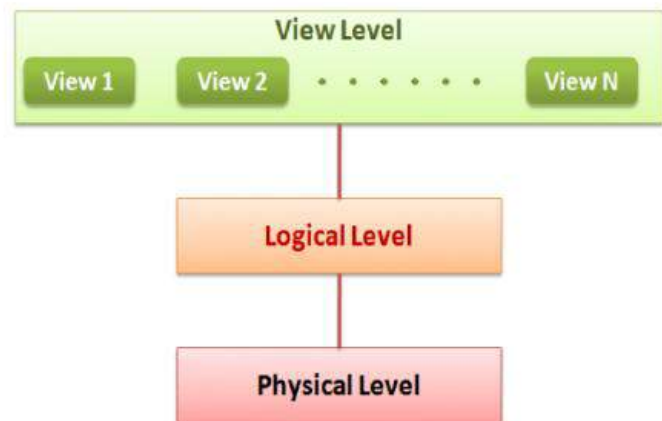 View Level
View 1 View 2 . . . . . . View N
Logical Level
Physical Level